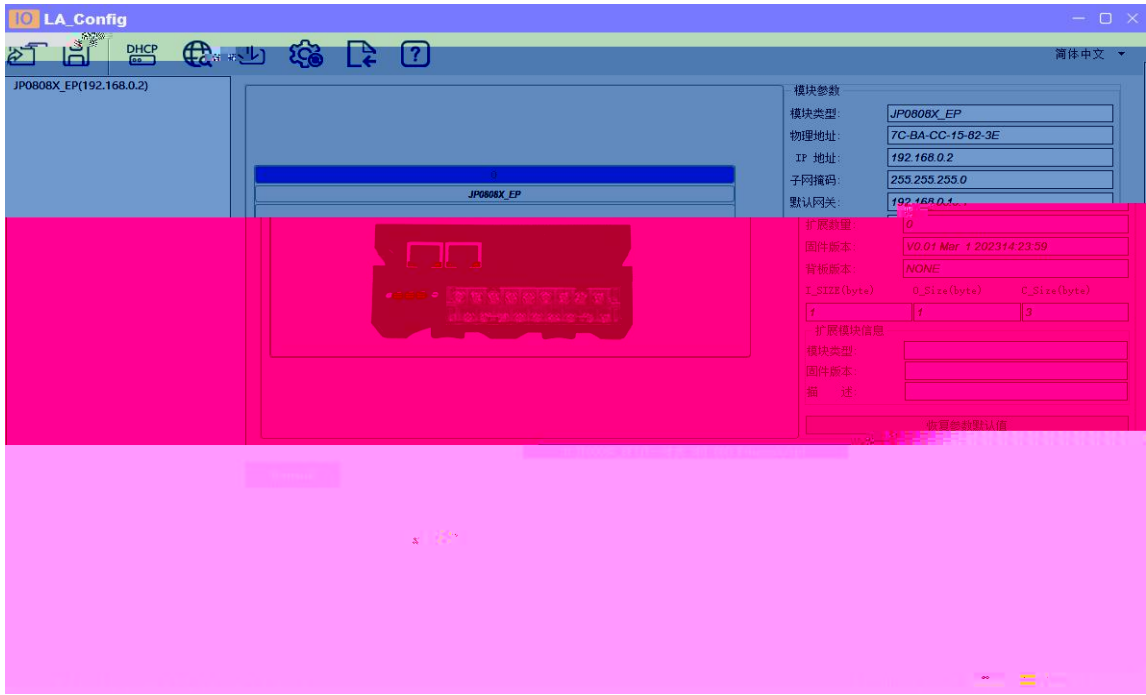 IO LA_Config
DHCP
简体中文
JP0808X_EP(192.168.0.2)
0
JP0808X_EP
模块参数
模块类型: JP0808X_EP
物理地址: 7C-BA-CC-15-82-3E
IP 地址: 192.168.0.2
子网掩码: 255.255.255.0
默认网关: 192.168.0.1
扩展数量: 0
固件版本: V0.01 Mar 1 202314:23:59
背板版本: NONE
I_SIZE(byte) O_Size(byte) C_Size(byte)
1 1 3
扩展模块信息
模块类型:
固件版本:
描 述:
恢复参数默认值